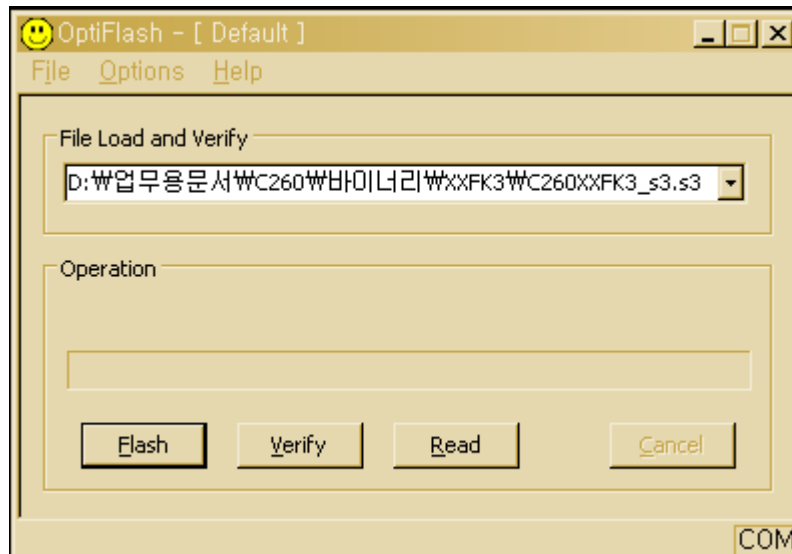 OptiFlash - [ Default ]
File Options Help
File Load and Verify
D:₩업무용문서₩C260₩바이너리₩XXFK3₩C260XXFK3_s3.s3
Operation
Flash Verify Read Cancel
COM